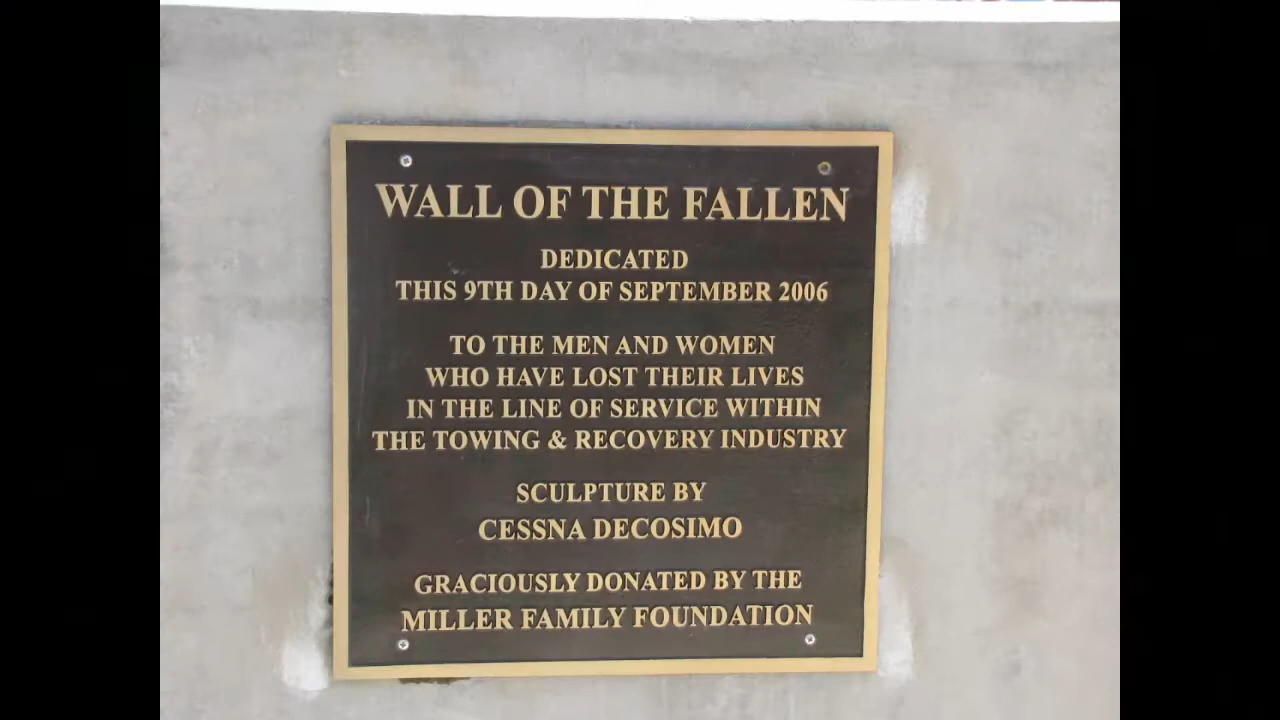 WALL OF THE FALLEN
DEDICATED
THIS 9TH DAY OF SEPTEMBER 2006
TO THE MEN AND WOMEN
WHO HAVE LOST THEIR LIVES
IN THE LINE OF SERVICE WITHIN
THE TOWING & RECOVERY INDUSTRY
SCULPTURE BY
CESSNA DECOSIMO
GRACIOUSLY DONATED BY THE
MILLER FAMILY FOUNDATION